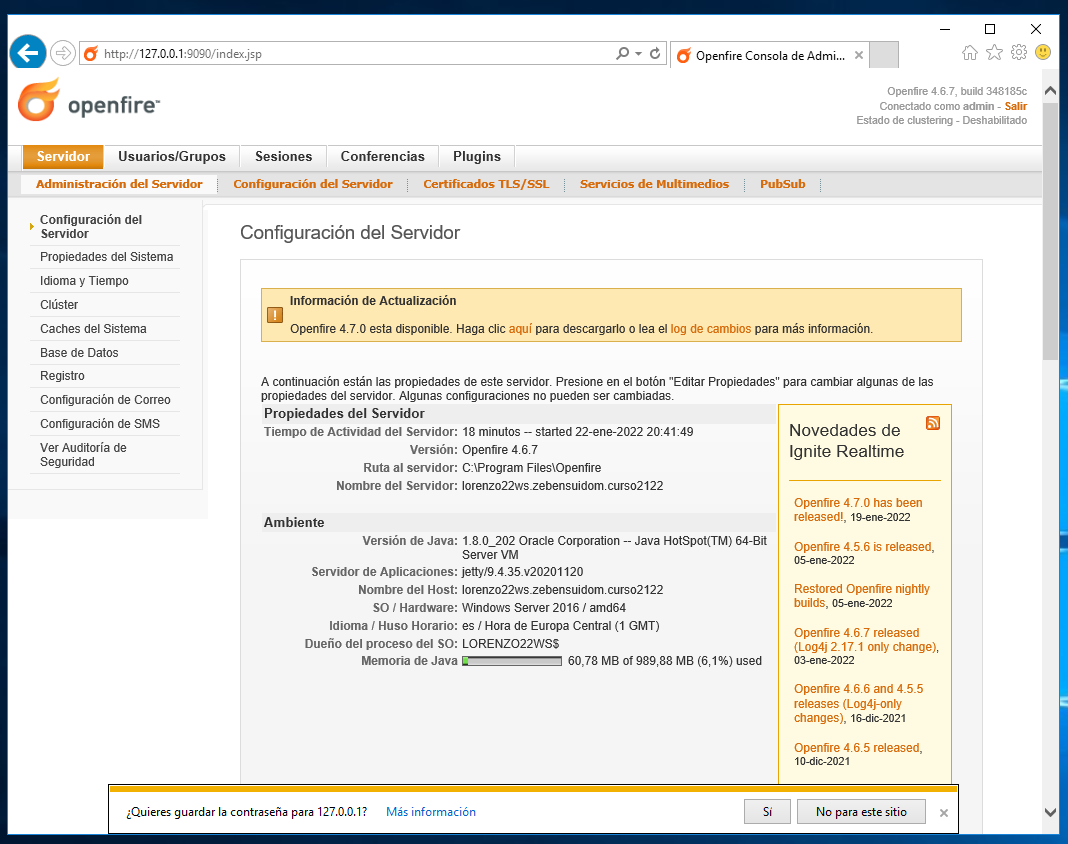 http://127.0.0.1:9090/index.jsp
Openfire Consola de Admi...
openfire™
Openfire 4.6.7, build 348185c
Conectado como admin - Salir
Estado de clustering - Deshabilitado
Servidor
Usuarios/Grupos
Sesiones
Conferencias
Plugins
Administración del Servidor
Configuración del Servidor
Certificados TLS/SSL
Servicios de Multimedios
PubSub
Configuración del
Servidor
Propiedades del Sistema
Idioma y Tiempo
Clúster
Caches del Sistema
Base de Datos
Registro
Configuración de Correo
Configuración de SMS
Ver Auditoría de
Seguridad
Configuración del Servidor
Información de Actualización
Openfire 4.7.0 esta disponible. Haga clic aquí para descargarlo o lea el log de cambios para más información.
A continuación están las propiedades de este servidor. Presione en el botón "Editar Propiedades" para cambiar algunas de las
propiedades del servidor. Algunas configuraciones no pueden ser cambiadas.
Propiedades del Servidor
Tiempo de Actividad del Servidor: 18 minutos -- started 22-ene-2022 20:41:49
Versión: Openfire 4.6.7
Ruta al servidor: C:\Program Files\Openfire
Nombre del Servidor: lorenzo22ws.zebensuidom.curso2122
Ambiente
Versión de Java: 1.8.0_202 Oracle Corporation -- Java HotSpot(TM) 64-Bit
Server VM
Servidor de Aplicaciones: jetty/9.4.35.v20201120
Nombre del Host: lorenzo22ws.zebensuidom.curso2122
SO / Hardware: Windows Server 2016 / amd64
Idioma / Huso Horario: es / Hora de Europa Central (1 GMT)
Dueño del proceso del SO: LORENZO22WS$
Memoria de Java 60,78 MB of 989,88 MB (6,1%) used
Novedades de
Ignite Realtime
Openfire 4.7.0 has been
released!, 19-ene-2022
Openfire 4.5.6 is released,
05-ene-2022
Restored Openfire nightly
builds, 05-ene-2022
Openfire 4.6.7 released
(Log4j 2.17.1 only change),
03-ene-2022
Openfire 4.6.6 and 4.5.5
releases (Log4j-only
changes), 16-dic-2021
Openfire 4.6.5 released,
10-dic-2021
¿Quieres guardar la contraseña para 127.0.0.1?
Más información
Sí
No para este sitio